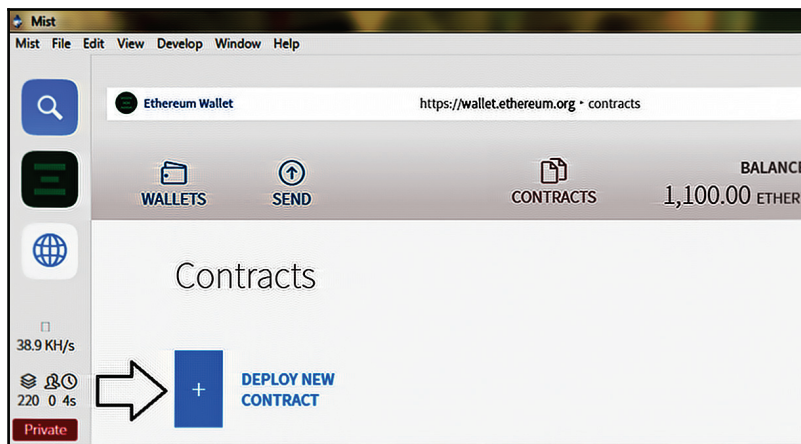 Mist
Mist File Edit View Develop Window Help
Ethereum Wallet https://wallet.ethereum.org ‣ contracts
WALLETS SEND CONTRACTS BALANCE
1,100.00 ETHER
Contracts
38.9 KH/s
DEPLOY NEW
CONTRACT
220 0 4s
Private